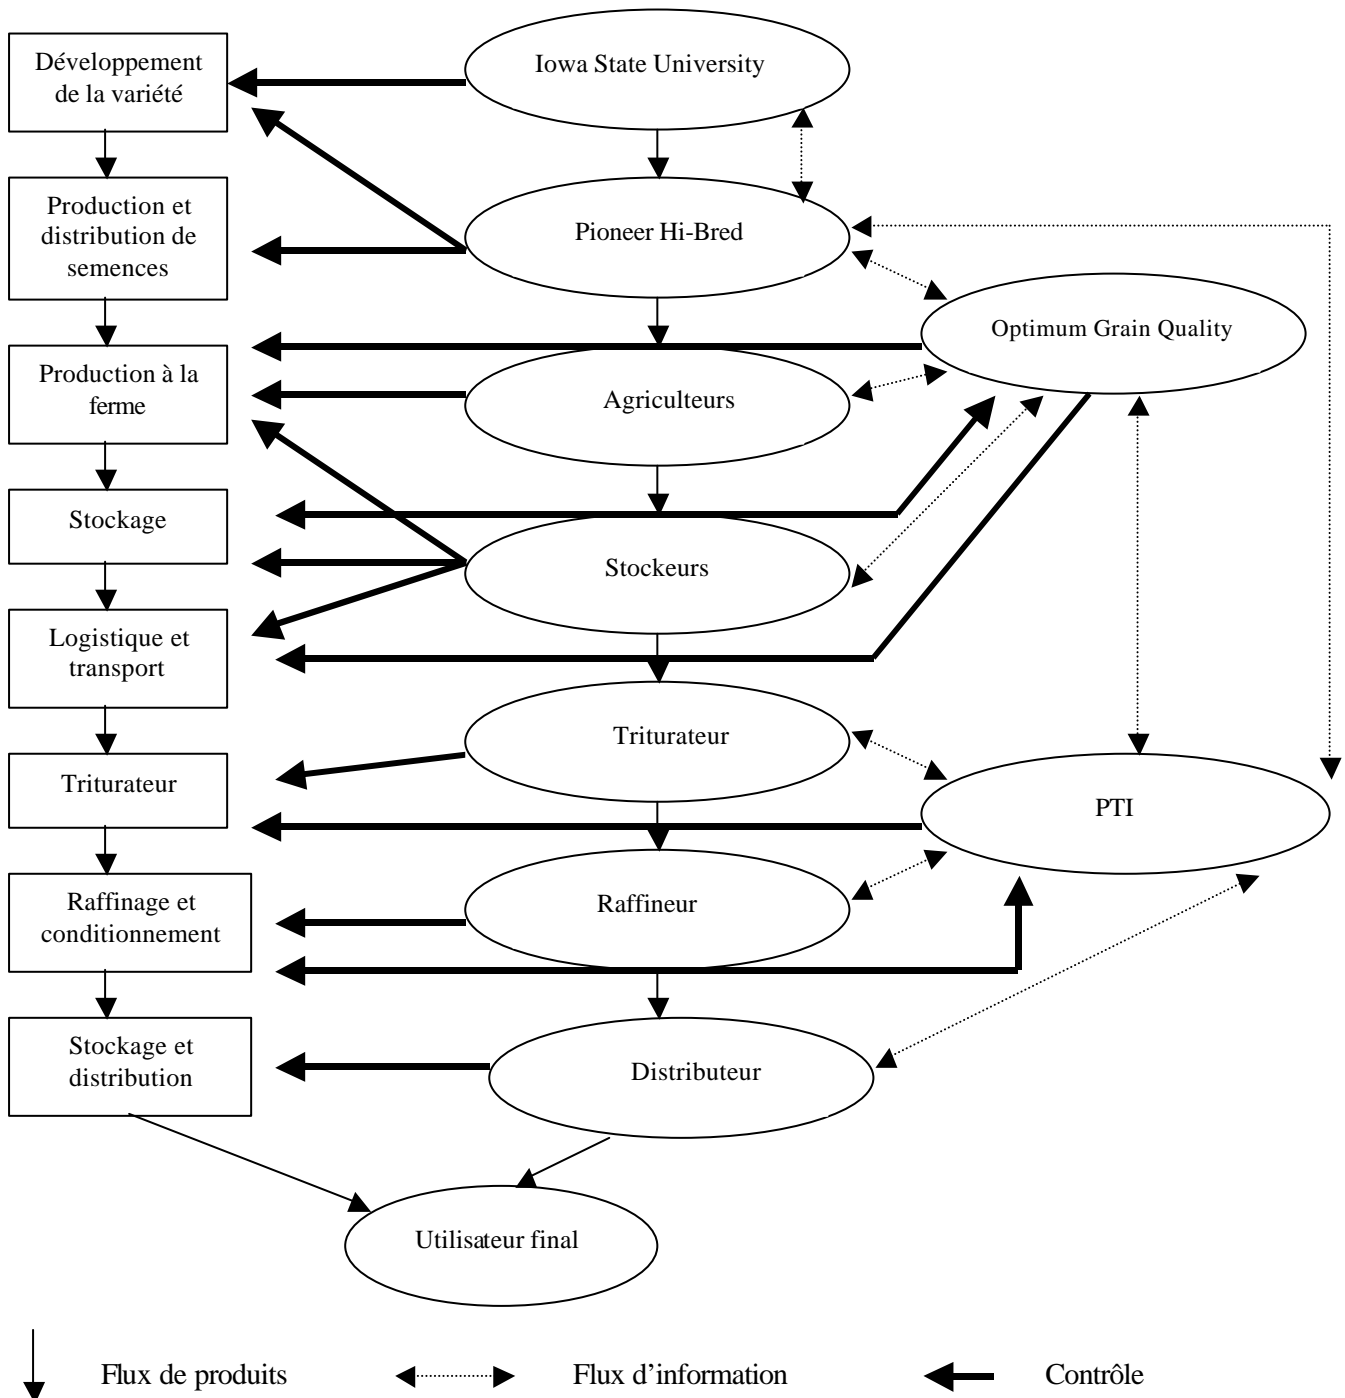 Développement
de la variété
Iowa State University
Production et
distribution de
semences
Pioneer Hi-Bred
Optimum Grain Quality
Production à la
ferme
Agriculteurs
Stockage
Stockeurs
Logistique et
transport
Triturateur
Triturateur
PTI
Raffinage et
conditionnement
Raffineur
Stockage et
distribution
Distributeur
Utilisateur final
Flux de produits
Flux d’information
Contrôle